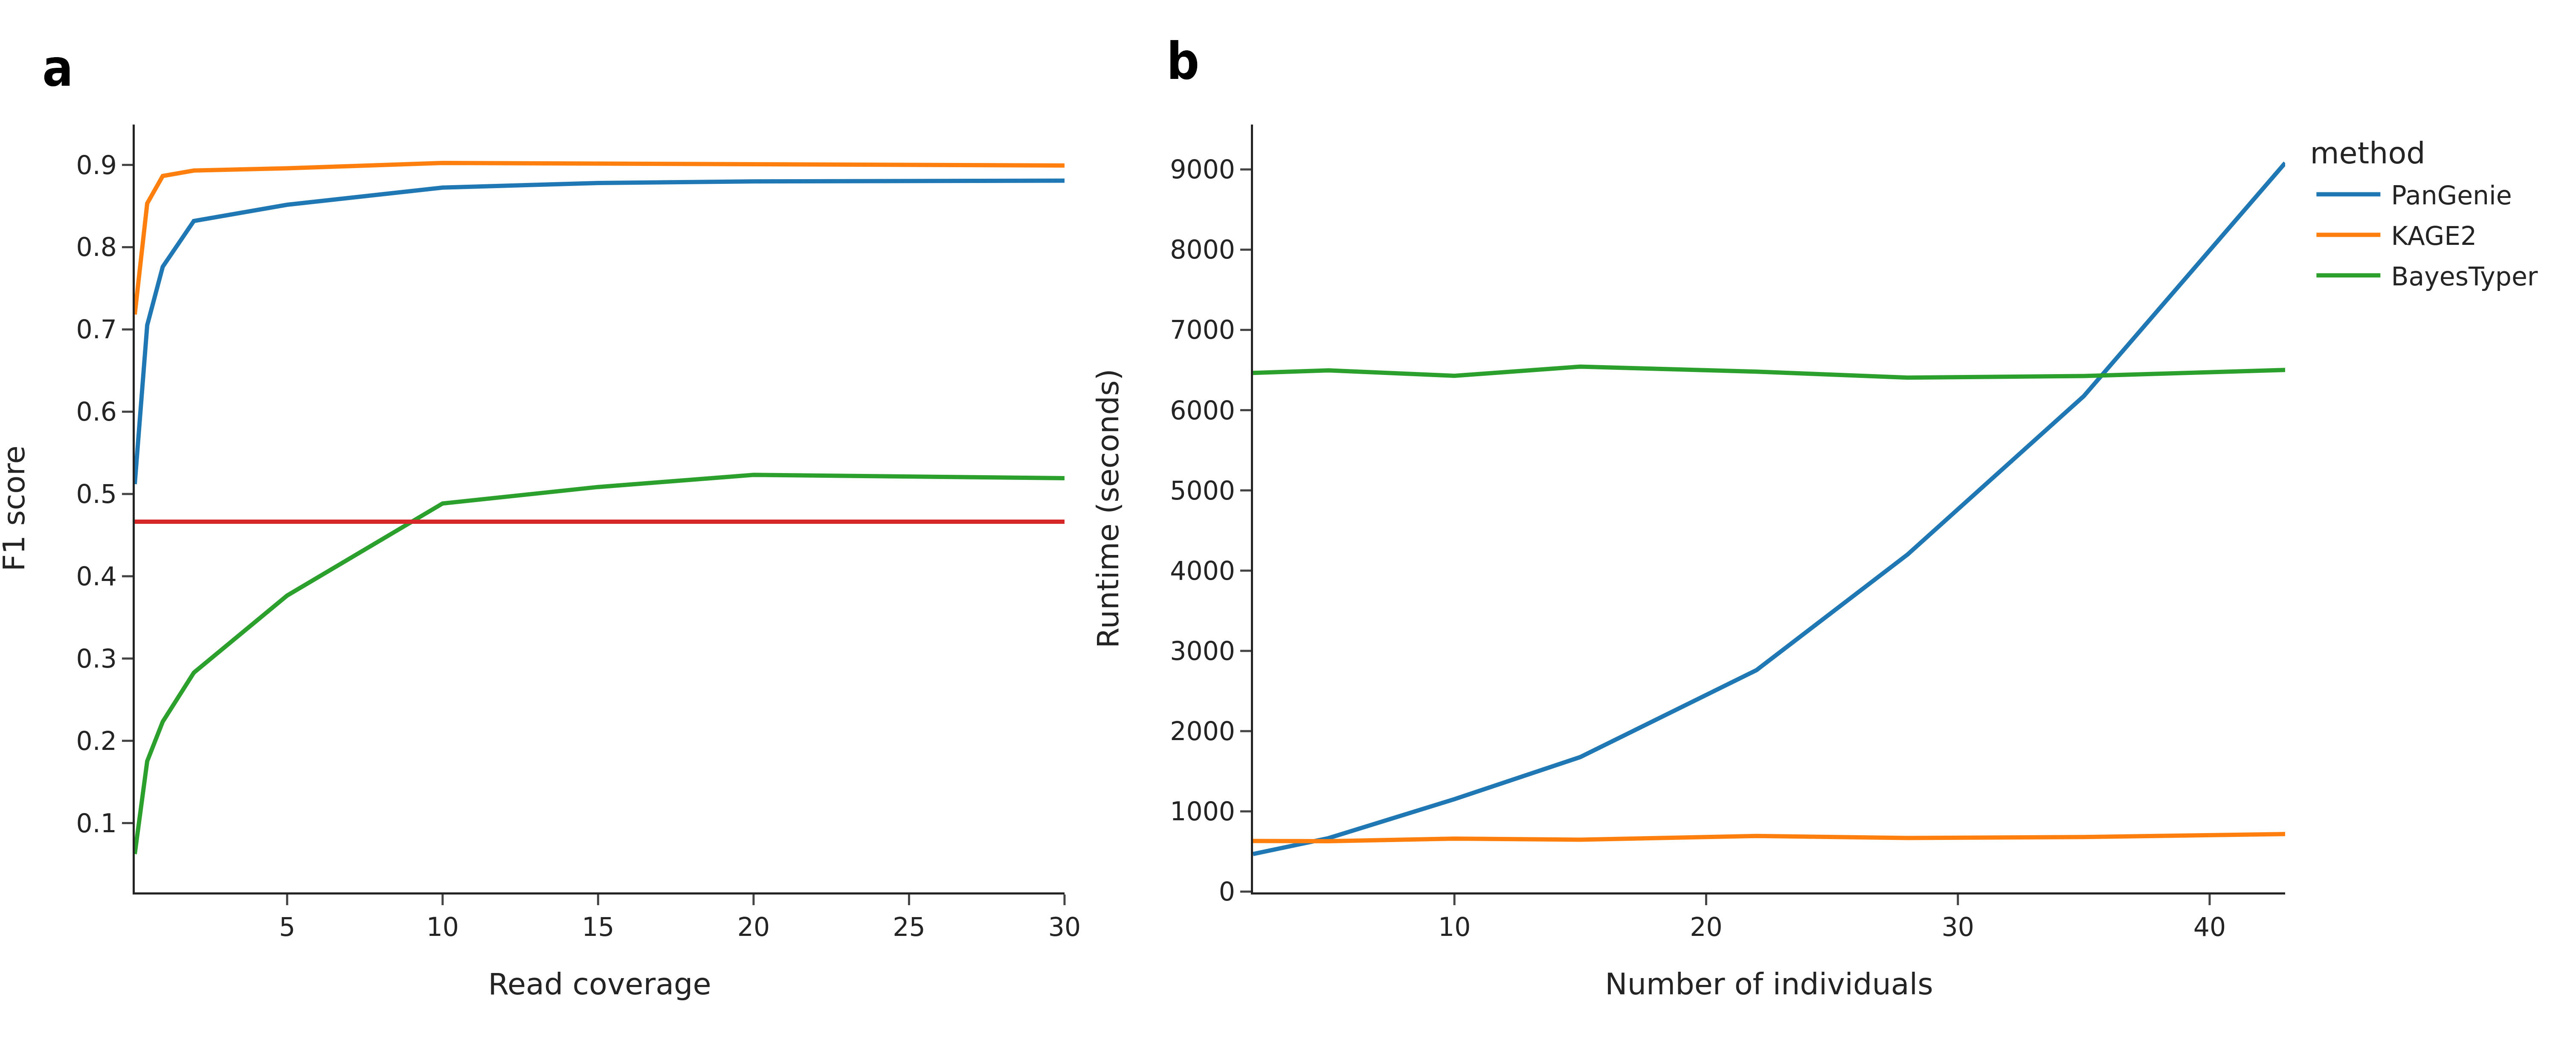 a
F1 score
0.9
0.8
0.7
0.6
0.5
0.4
0.3
0.2
0.1
5 10 15 20 25 30
Read coverage
b
Runtime (seconds)
9000
8000
7000
6000
5000
4000
3000
2000
1000
0
10 20 30 40
Number of individuals
method
PanGenie
KAGE2
BayesTyper